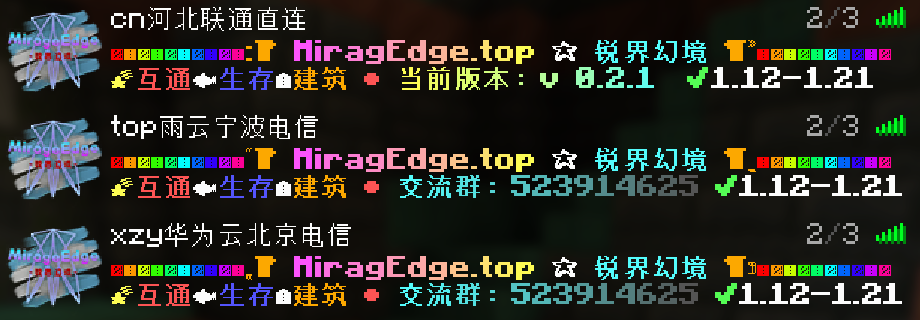 cn河北联通直连 2/3
MiragEdge.top ☆ 锐界幻境
互通 生存 建筑 当前版本: v 0.2.1 ✔1.12-1.21
top雨云宁波电信 2/3
MiragEdge.top ☆ 锐界幻境
互通 生存 建筑 交流群: 523914625 ✔1.12-1.21
xzy华为云北京电信 2/3
MiragEdge.top ☆ 锐界幻境
互通 生存 建筑 交流群: 523914625 ✔1.12-1.21